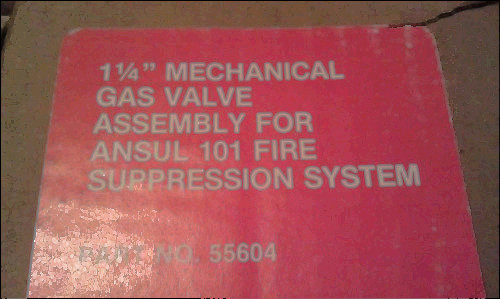 1¼” MECHANICAL
GAS VALVE
ASSEMBLY FOR
ANSUL 101 FIRE
SUPPRESSION SYSTEM
PART NO. 55604